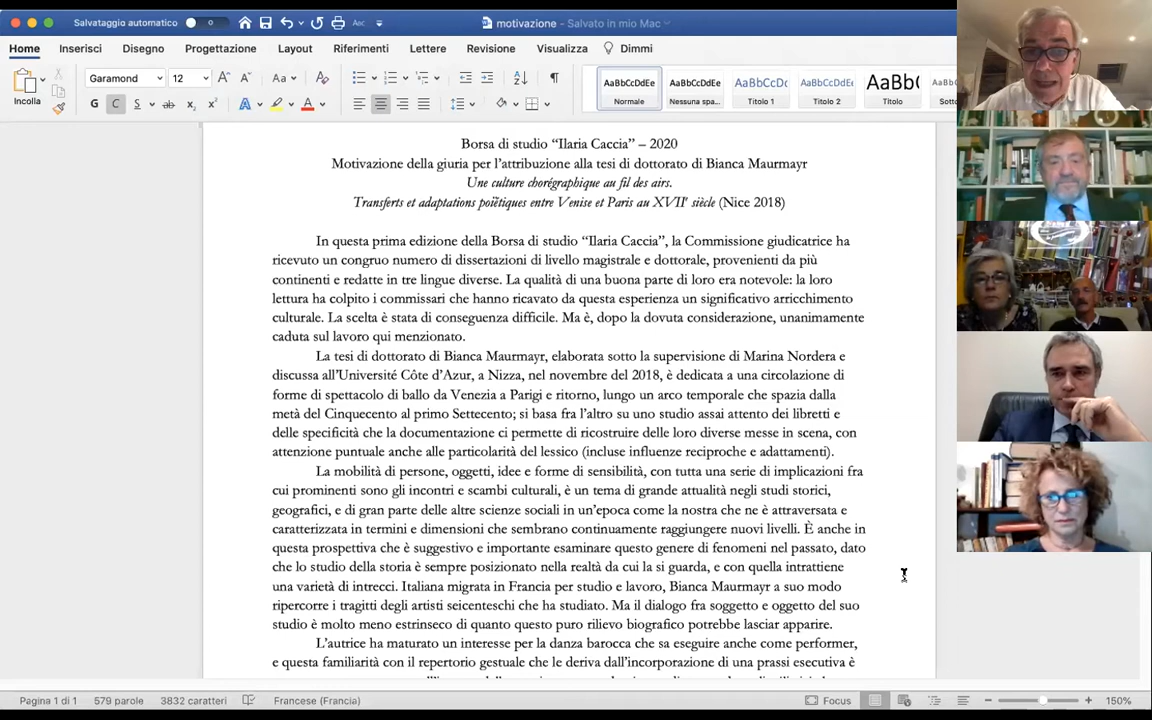 Salvataggio automatico
motivazione - Salvato in mio Mac
Home Inserisci Disegno Progettazione Layout Riferimenti Lettere Revisione Visualizza Dimmi
Incolla
Garamond 12
G C S ab x₂ x²
AaBbCcDdEe AaBbCcDdEe AaBbCcDc AaBbCcDdEe AaBb( AaBbC
Normale Nessuna spa... Titolo 1 Titolo 2 Titolo Sotto
Borsa di studio “Ilaria Caccia” – 2020
Motivazione della giuria per l’attribuzione alla tesi di dottorato di Bianca Maurmayr
Une culture chorégraphique au fil des airs.
Transferts et adaptations poïétiques entre Venise et Paris au XVIIᵉ siècle (Nice 2018)
In questa prima edizione della Borsa di studio “Ilaria Caccia”, la Commissione giudicatrice ha
ricevuto un congruo numero di dissertazioni di livello magistrale e dottorale, provenienti da più
continenti e redatte in tre lingue diverse. La qualità di una buona parte di loro era notevole: la loro
lettura ha colpito i commissari che hanno ricavato da questa esperienza un significativo arricchimento
culturale. La scelta è stata di conseguenza difficile. Ma è, dopo la dovuta considerazione, unanimamente
caduta sul lavoro qui menzionato.
La tesi di dottorato di Bianca Maurmayr, elaborata sotto la supervisione di Marina Nordera e
discussa all’Université Côte d’Azur, a Nizza, nel novembre del 2018, è dedicata a una circolazione di
forme di spettacolo di ballo da Venezia a Parigi e ritorno, lungo un arco temporale che spazia dalla
metà del Cinquecento al primo Settecento; si basa fra l’altro su uno studio assai attento dei libretti e
delle specificità che la documentazione ci permette di ricostruire delle loro diverse messe in scena, con
attenzione puntuale anche alle particolarità del lessico (incluse influenze reciproche e adattamenti).
La mobilità di persone, oggetti, idee e forme di sensibilità, con tutta una serie di implicazioni fra
cui prominenti sono gli incontri e scambi culturali, è un tema di grande attualità negli studi storici,
geografici, e di gran parte delle altre scienze sociali in un’epoca come la nostra che ne è attraversata e
caratterizzata in termini e dimensioni che sembrano continuamente raggiungere nuovi livelli. È anche in
questa prospettiva che è suggestivo e importante esaminare questo genere di fenomeni nel passato, dato
che lo studio della storia è sempre posizionato nella realtà da cui la si guarda, e con quella intrattiene
una varietà di intrecci. Italiana migrata in Francia per studio e lavoro, Bianca Maurmayr a suo modo
ripercorre i tragitti degli artisti seicenteschi che ha studiato. Ma il dialogo fra soggetto e oggetto del suo
studio è molto meno estrinseco di quanto questo puro rilievo biografico potrebbe lasciar apparire.
L’autrice ha maturato un interesse per la danza barocca che sa eseguire anche come performer,
e questa familiarità con il repertorio gestuale che le deriva dall’incorporazione di una prassi esecutiva è
Pagina 1 di 1 579 parole 3832 caratteri Francese (Francia) Focus 150%